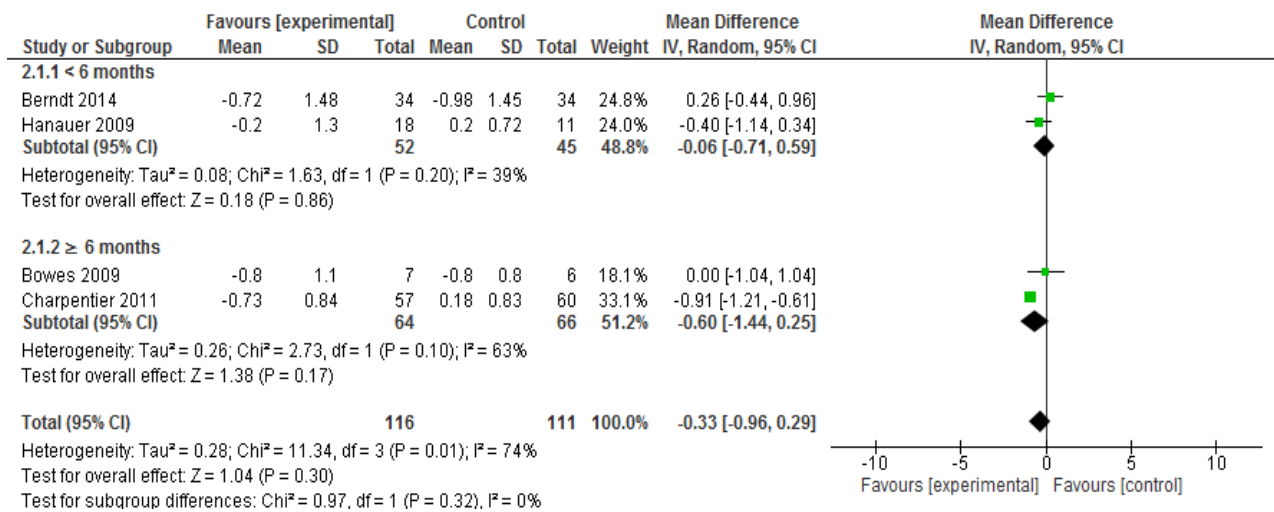 Favours [experimental] Control Mean Difference Mean Difference
Study or Subgroup Mean SD Total Mean SD Total Weight IV, Random, 95% CI IV, Random, 95% CI
2.1.1 < 6 months
Berndt 2014 -0.72 1.48 34 -0.98 1.45 34 24.8% 0.26 [-0.44, 0.96]
Hanauer 2009 -0.2 1.3 18 0.2 0.72 11 24.0% -0.40 [-1.14, 0.34]
Subtotal (95% CI) 52 45 48.8% -0.06 [-0.71, 0.59]
Heterogeneity: Tau² = 0.08; Chi² = 1.63, df = 1 (P = 0.20); I² = 39%
Test for overall effect: Z = 0.18 (P = 0.86)
2.1.2 ≥ 6 months
Bowes 2009 -0.8 1.1 7 -0.8 0.8 6 18.1% 0.00 [-1.04, 1.04]
Charpentier 2011 -0.73 0.84 57 0.18 0.83 60 33.1% -0.91 [-1.21, -0.61]
Subtotal (95% CI) 64 66 51.2% -0.60 [-1.44, 0.25]
Heterogeneity: Tau² = 0.26; Chi² = 2.73, df = 1 (P = 0.10); I² = 63%
Test for overall effect: Z = 1.38 (P = 0.17)
Total (95% CI) 116 111 100.0% -0.33 [-0.96, 0.29]
Heterogeneity: Tau² = 0.28; Chi² = 11.34, df = 3 (P = 0.01); I² = 74%
Test for overall effect: Z = 1.04 (P = 0.30)
Test for subgroup differences: Chi² = 0.97, df = 1 (P = 0.32), I² = 0%
-10 -5 0 5 10
Favours [experimental] Favours [control]